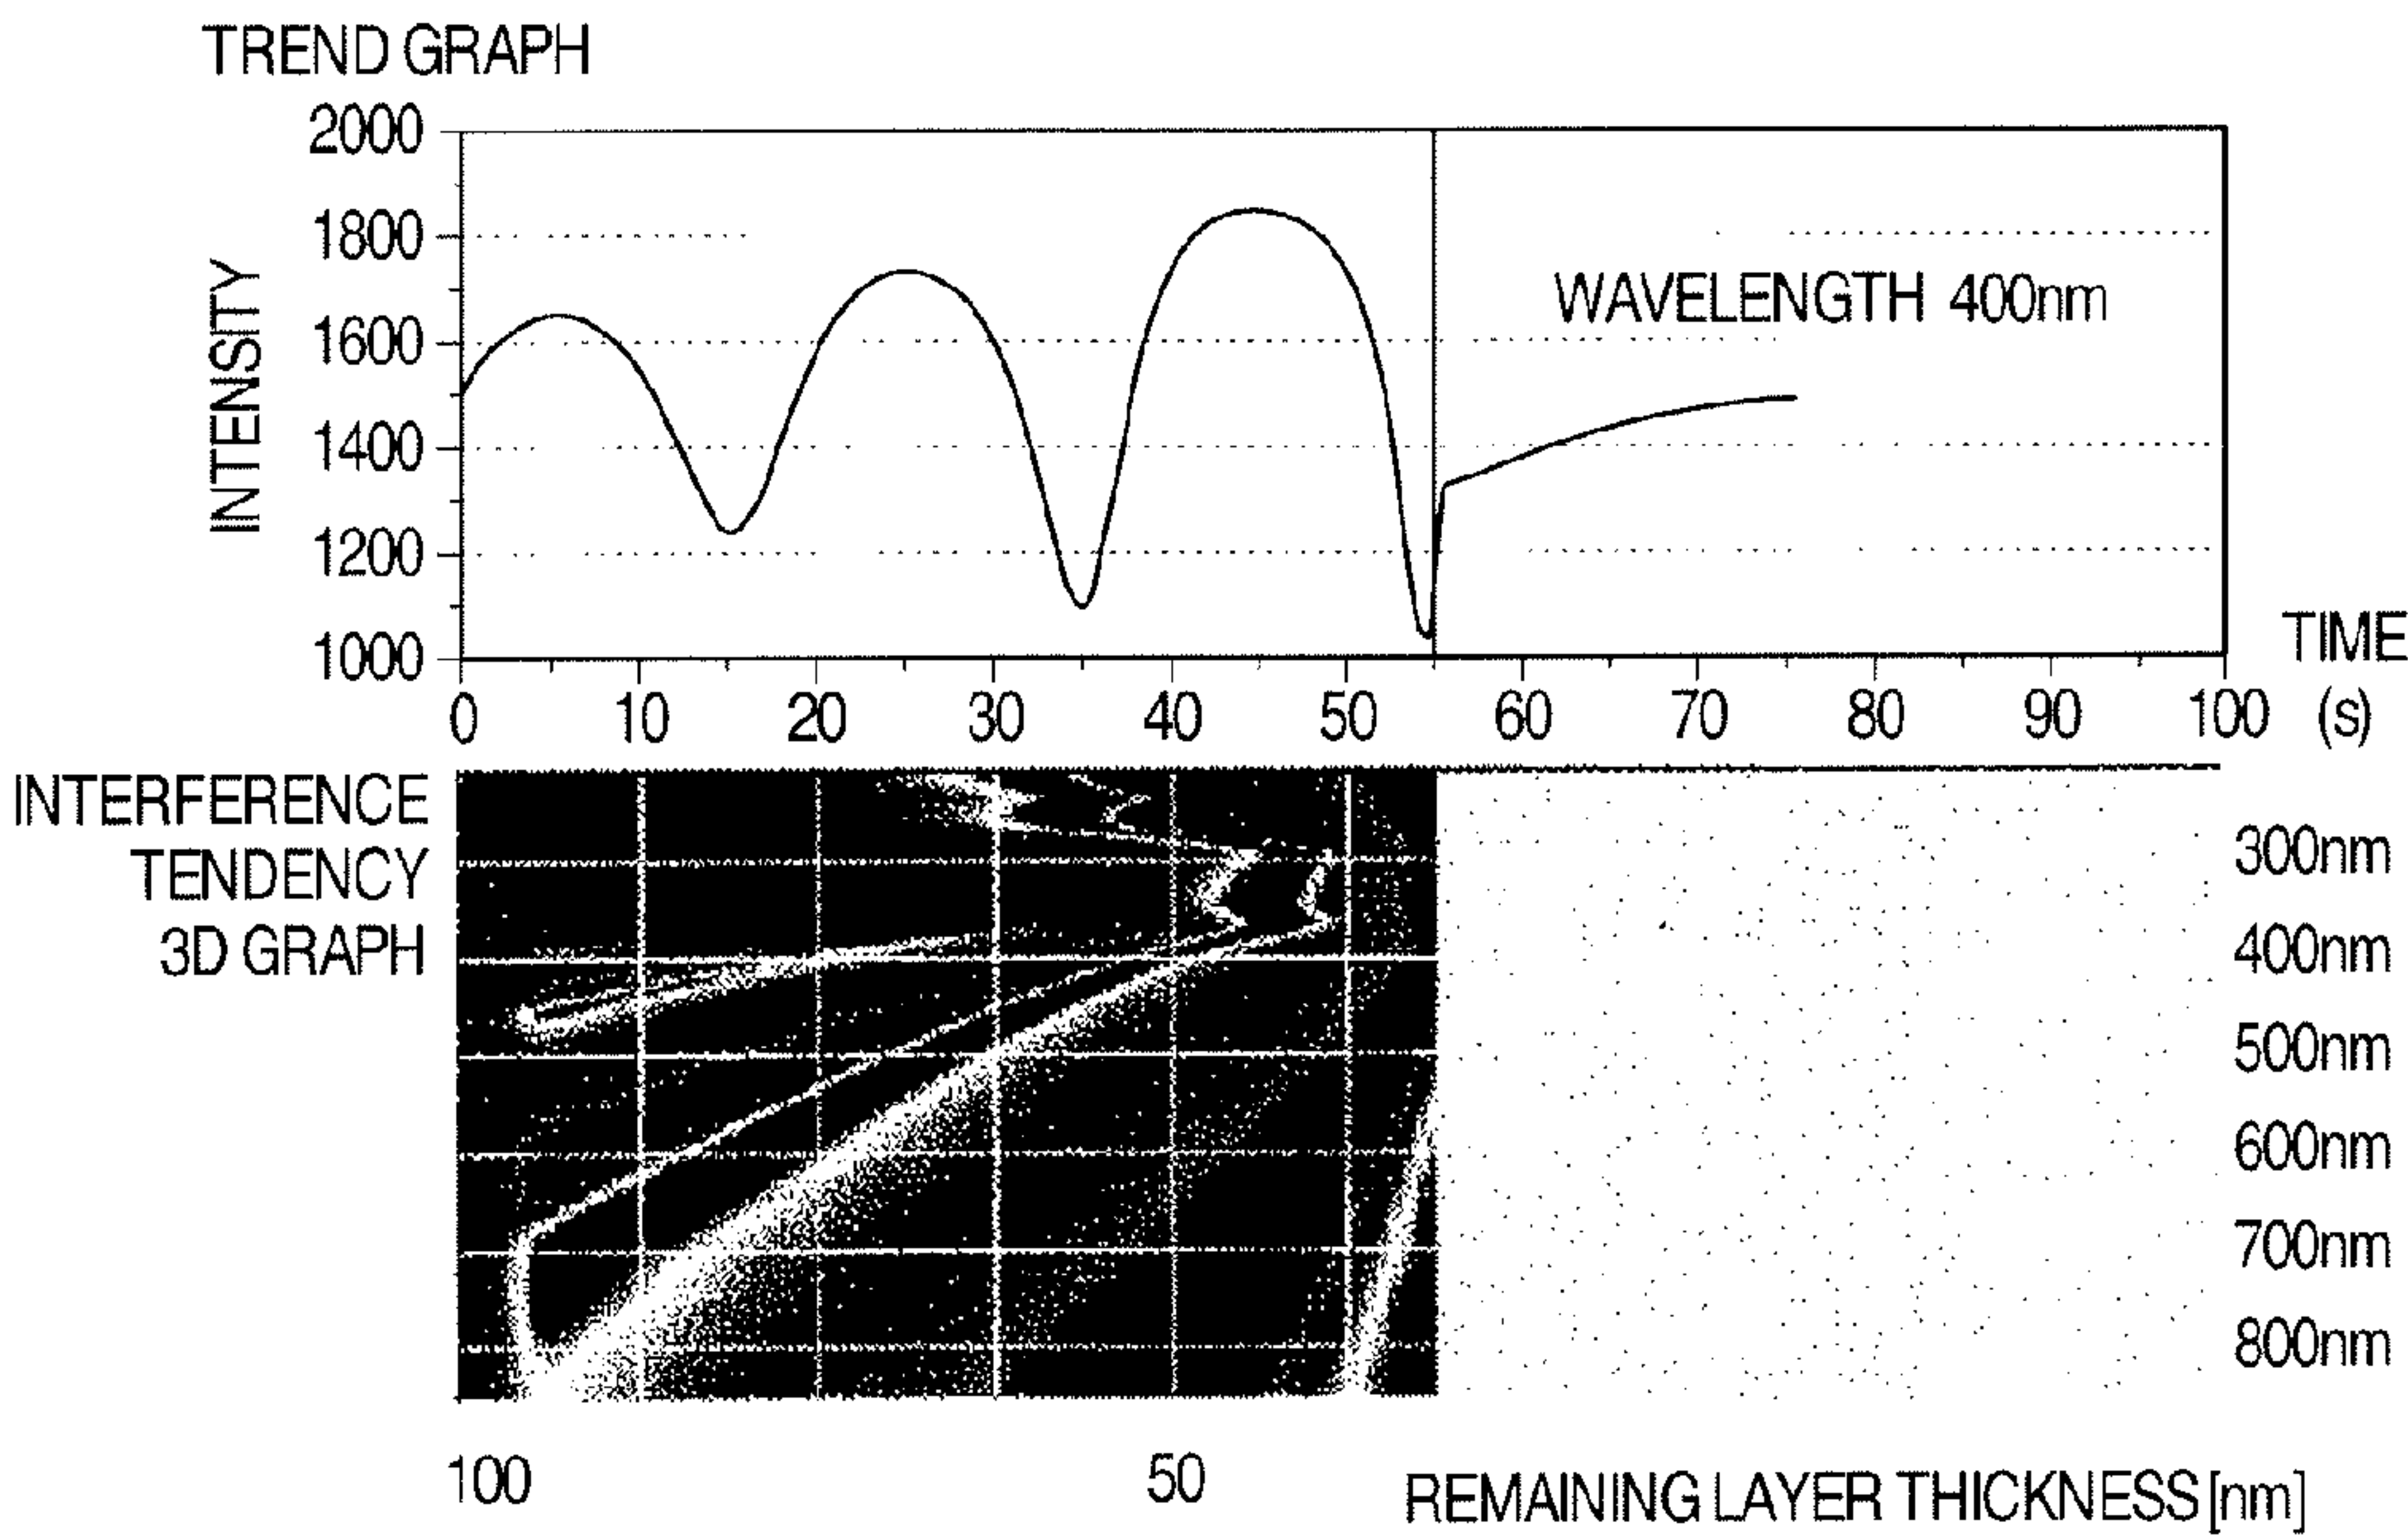 TREND GRAPH
2000
1800
1600
1400
1200
1000
INTENSITY
WAVELENGTH 400nm
0 10 20 30 40 50 60 70 80 90 100
TIME
(s)
INTERFERENCE
TENDENCY
3D GRAPH
300nm
400nm
500nm
600nm
700nm
800nm
100 50 REMAINING LAYER THICKNESS [nm]